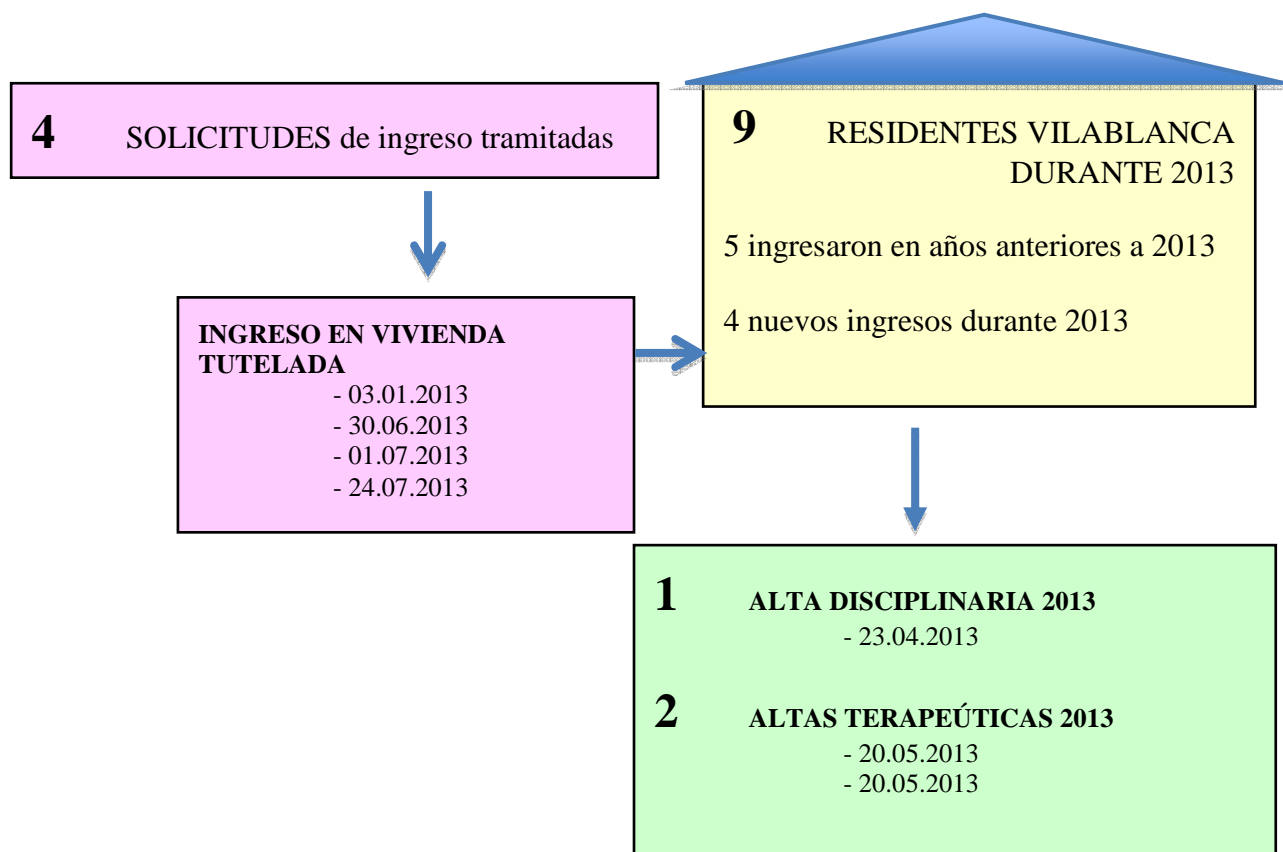 4 SOLICITUDES de ingreso tramitadas
9 RESIDENTES VILABLANCA
DURANTE 2013
5 ingresaron en años anteriores a 2013
4 nuevos ingresos durante 2013
INGRESO EN VIVIENDA
TUTELADA
- 03.01.2013
- 30.06.2013
- 01.07.2013
- 24.07.2013
1 ALTA DISCIPLINARIA 2013
- 23.04.2013
2 ALTAS TERAPEÚTICAS 2013
- 20.05.2013
- 20.05.2013